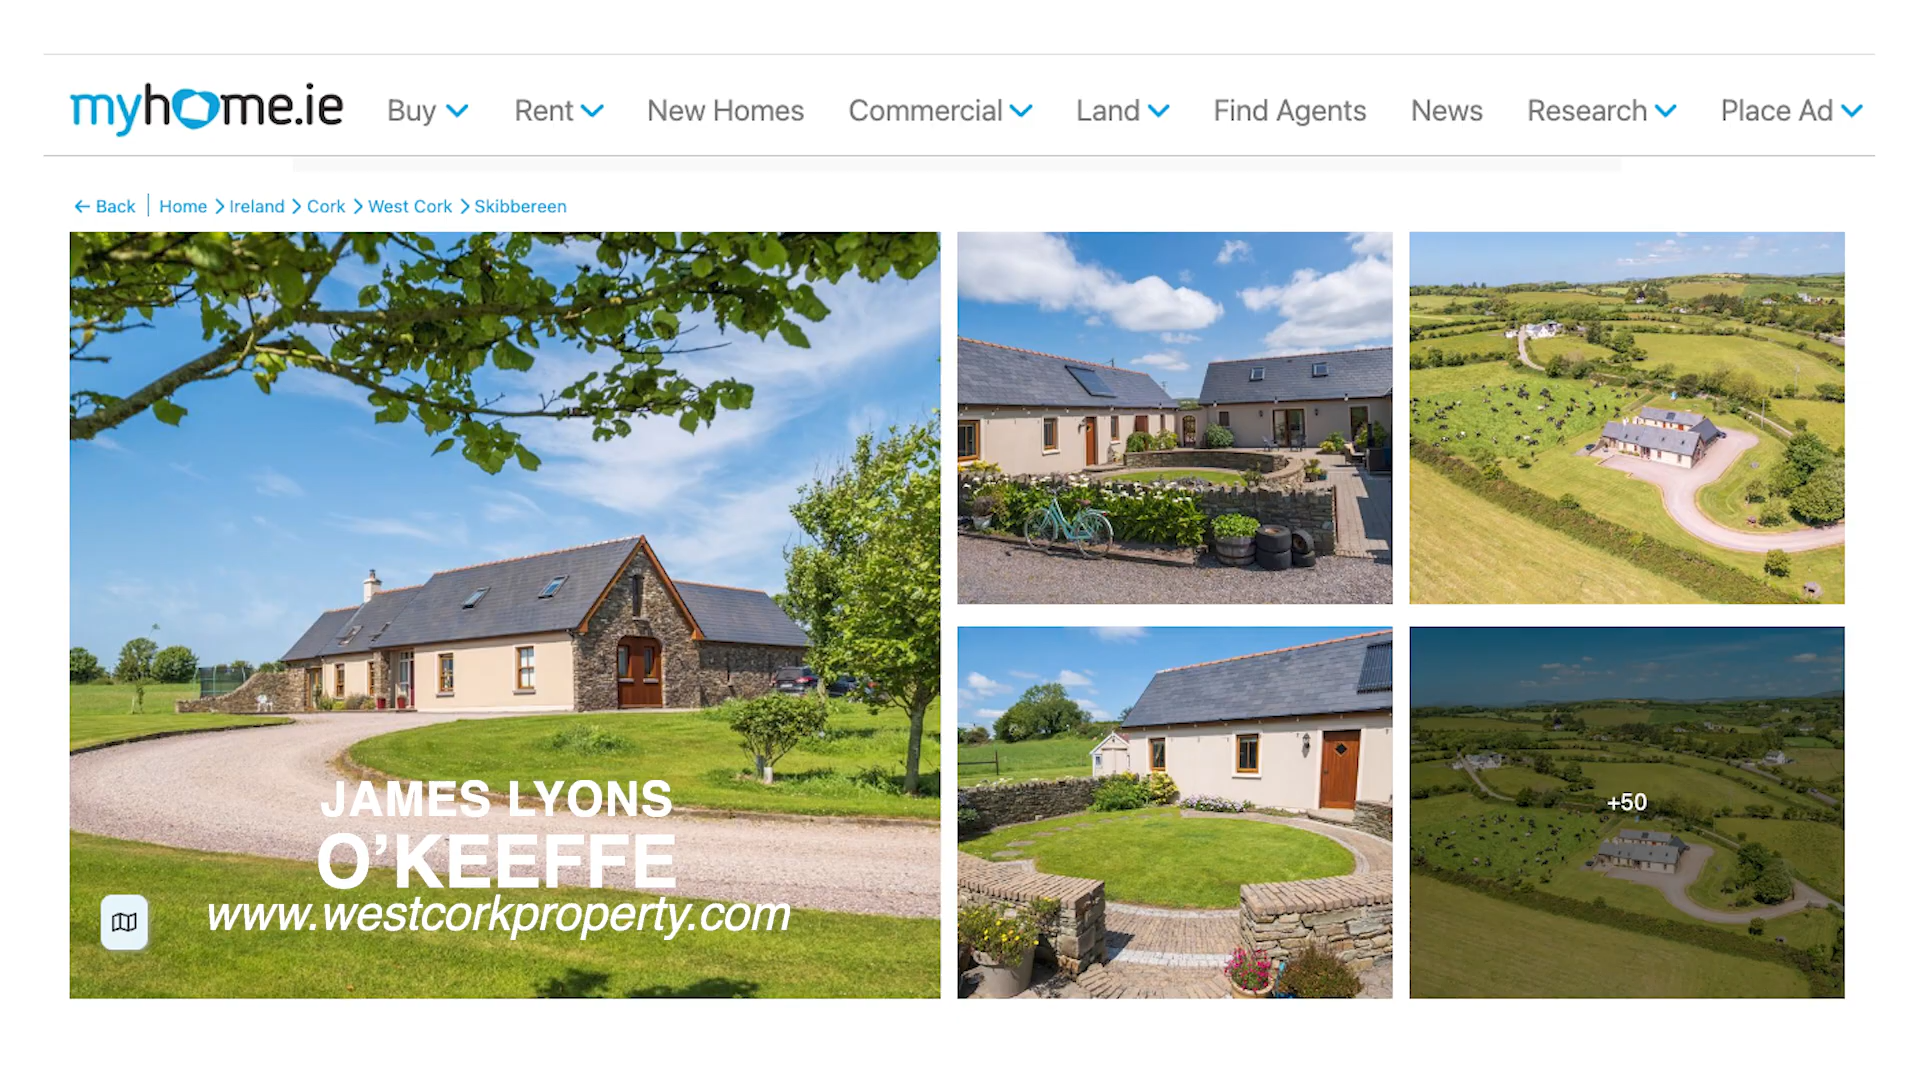 myhome.ie Buy Rent New Homes Commercial Land Find Agents News Research Place Ad
Back Home Ireland Cork West Cork Skibbereen
JAMES LYONS
O’KEEFFE
www.westcorkproperty.com
+50